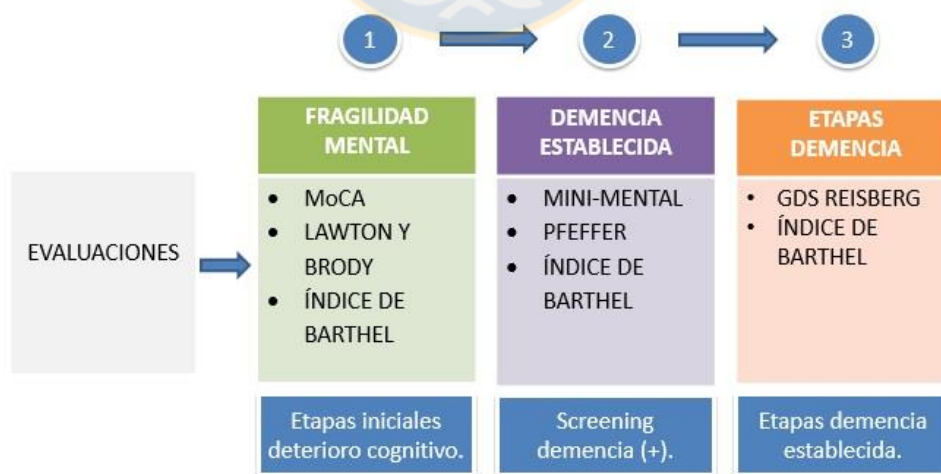 1
2
3
EVALUACIONES
FRAGILIDAD
MENTAL
• MoCA
• LAWTON Y
BRODY
• ÍNDICE DE
BARTHEL
Etapas iniciales
deterioro cognitivo.
DEMENCIA
ESTABLECIDA
• MINI-MENTAL
• PFEFFER
• ÍNDICE DE
BARTHEL
Screening
demencia (+).
ETAPAS
DEMENCIA
• GDS REISBERG
• ÍNDICE DE
BARTHEL
Etapas demencia
establecida.